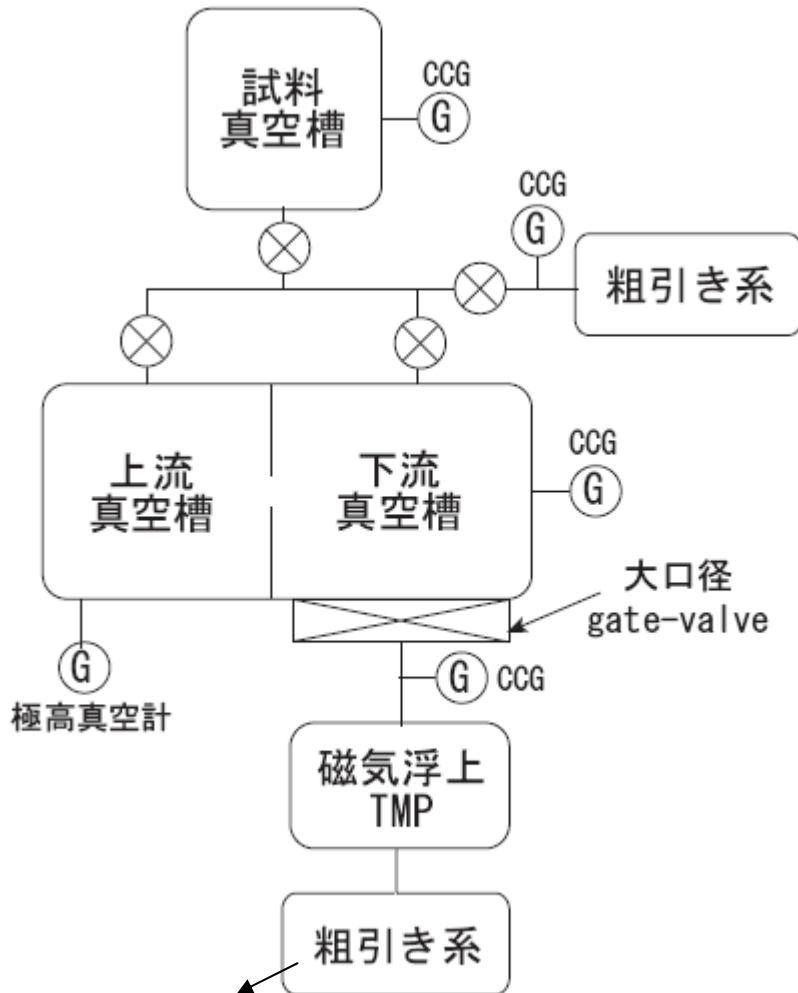 試料
真空槽
CCG
G
CCG
G
粗引き系
上流
真空槽
下流
真空槽
CCG
G
大口径
gate-valve
G
極高真空計
G CCG
磁気浮上
TMP
粗引き系